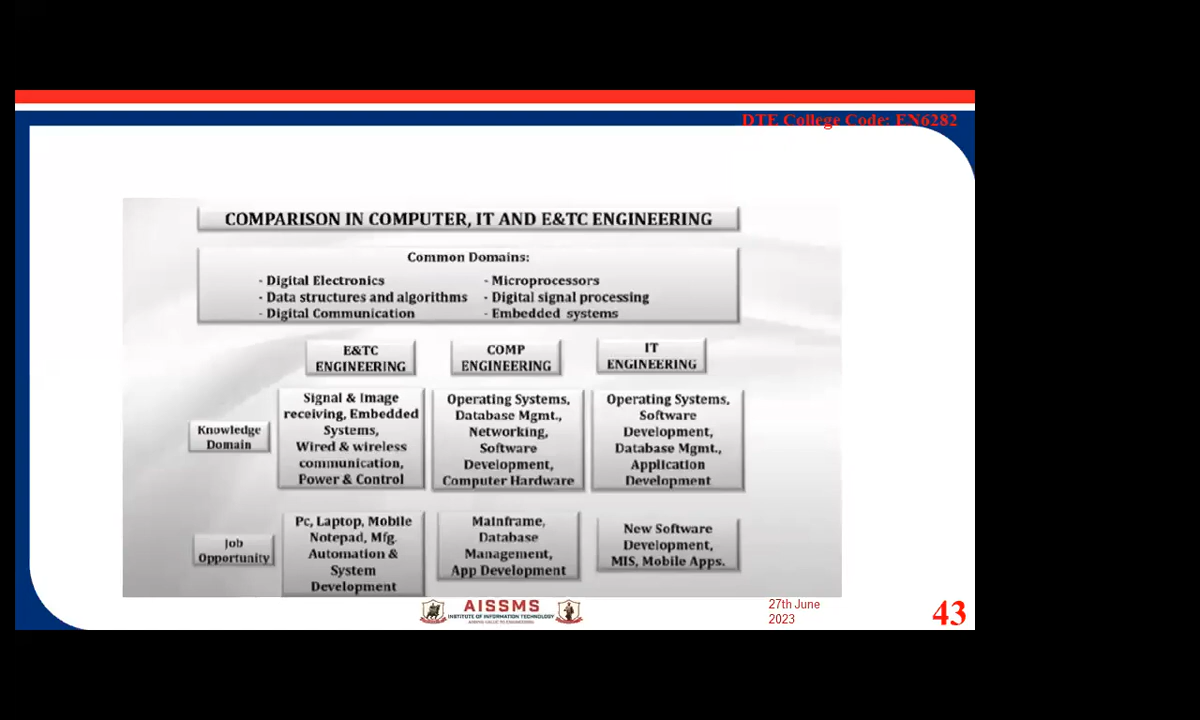 DTE College Code: EN6282
COMPARISON IN COMPUTER, IT AND E&TC ENGINEERING
Common Domains:
- Digital Electronics
- Data structures and algorithms
- Digital Communication
- Microprocessors
- Digital signal processing
- Embedded systems
E&TC
ENGINEERING
COMP
ENGINEERING
IT
ENGINEERING
Knowledge
Domain
Signal & Image
receiving, Embedded
Systems,
Wired & wireless
communication,
Power & Control
Operating Systems,
Database Mgmt.,
Networking,
Software
Development,
Computer Hardware
Operating Systems,
Software
Development,
Database Mgmt.,
Application
Development
Job
Opportunity
Pc, Laptop, Mobile
Notepad, Mfg.
Automation &
System
Development
Mainframe,
Database
Management,
App Development
New Software
Development,
MIS, Mobile Apps.
AISSMS
INSTITUTE OF INFORMATION TECHNOLOGY
ADDING VALUE TO ENGINEERING
27th June
2023
43